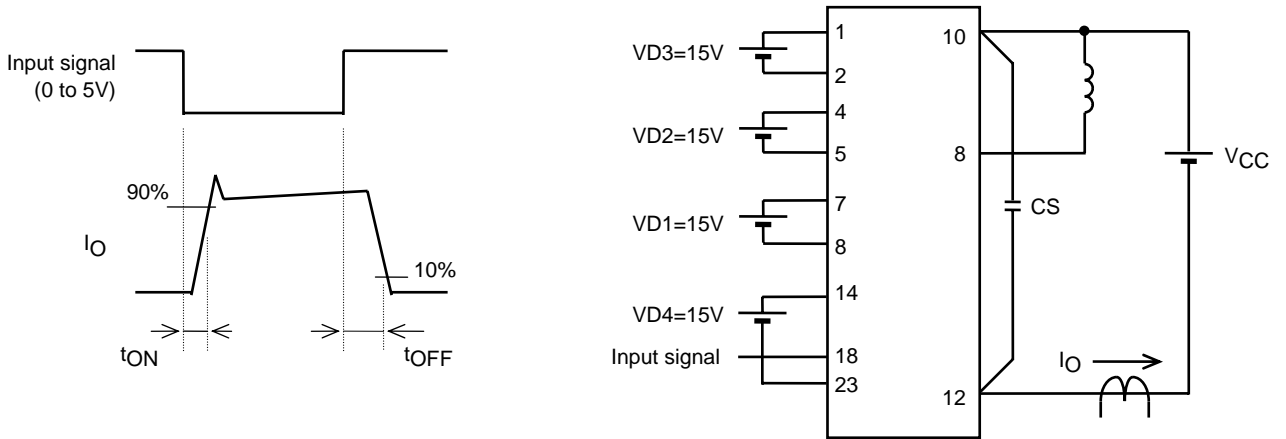 Input signal
(0 to 5V)
90%
IO
10%
tON
tOFF
VD3=15V
1
2
VD2=15V
4
5
VD1=15V
7
8
VD4=15V
14
Input signal
18
23
10
8
12
CS
VCC
IO